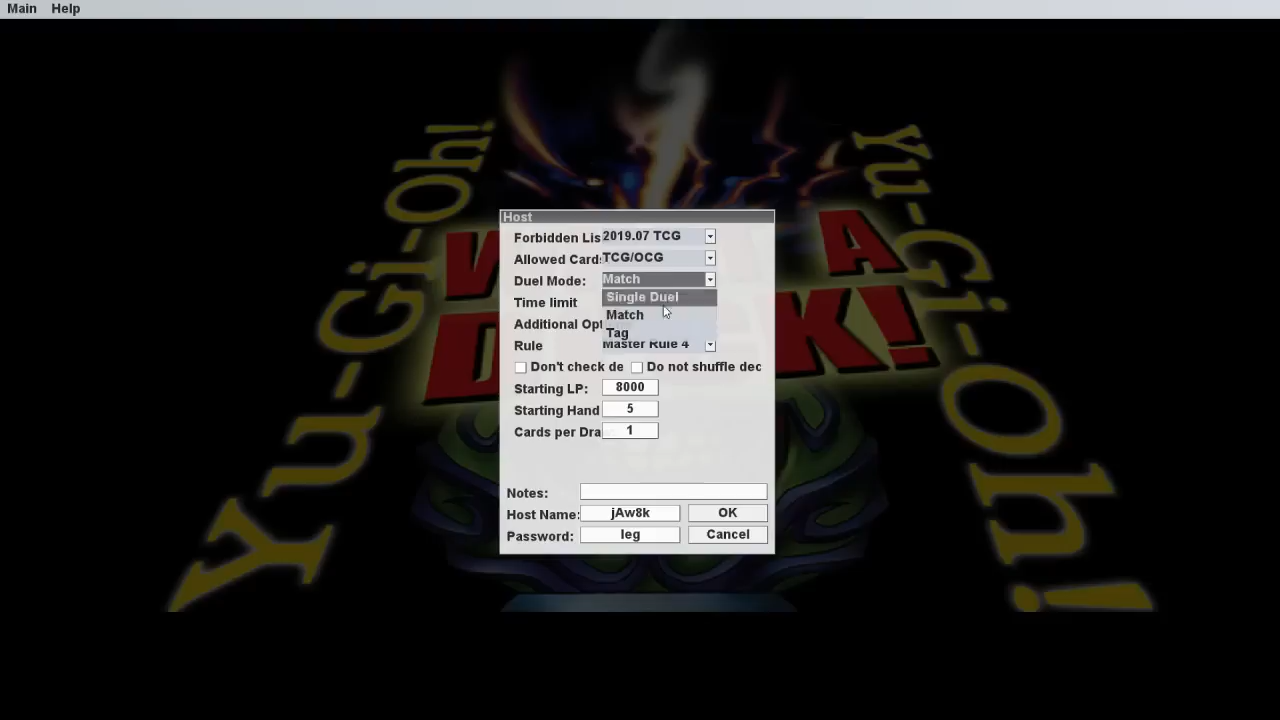 Main Help
Yu-Gi-Oh!
Yu-Gi-Oh!
Host
Forbidden Lis 2019.07 TCG
Allowed Card TCG/OCG
Duel Mode: Match
Single Duel
Match
Tag
Time limit
Additional Opt
Rule Master Rule 4
Don't check de Do not shuffle dec
Starting LP: 8000
Starting Hand 5
Cards per Dra 1
Notes:
Host Name: jAw8k OK
Password: leg Cancel
A